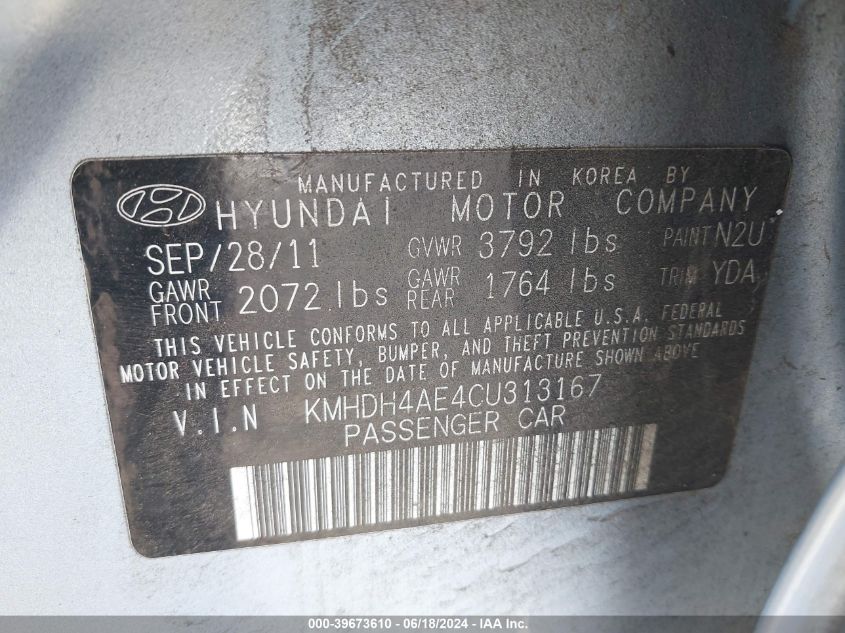 MANUFACTURED IN KOREA BY
HYUNDAI MOTOR COMPANY
SEP/28/11 GVWR 3792 lbs PAINT N2U
GAWR FRONT 2072 lbs GAWR REAR 1764 lbs TRIM YDA
THIS VEHICLE CONFORMS TO ALL APPLICABLE U.S.A. FEDERAL
MOTOR VEHICLE SAFETY, BUMPER, AND THEFT PREVENTION STANDARDS
IN EFFECT ON THE DATE OF MANUFACTURE SHOWN ABOVE
V.I.N KMHDH4AE4CU313167
PASSENGER CAR
000-39673610 - 06/18/2024 - IAA Inc.